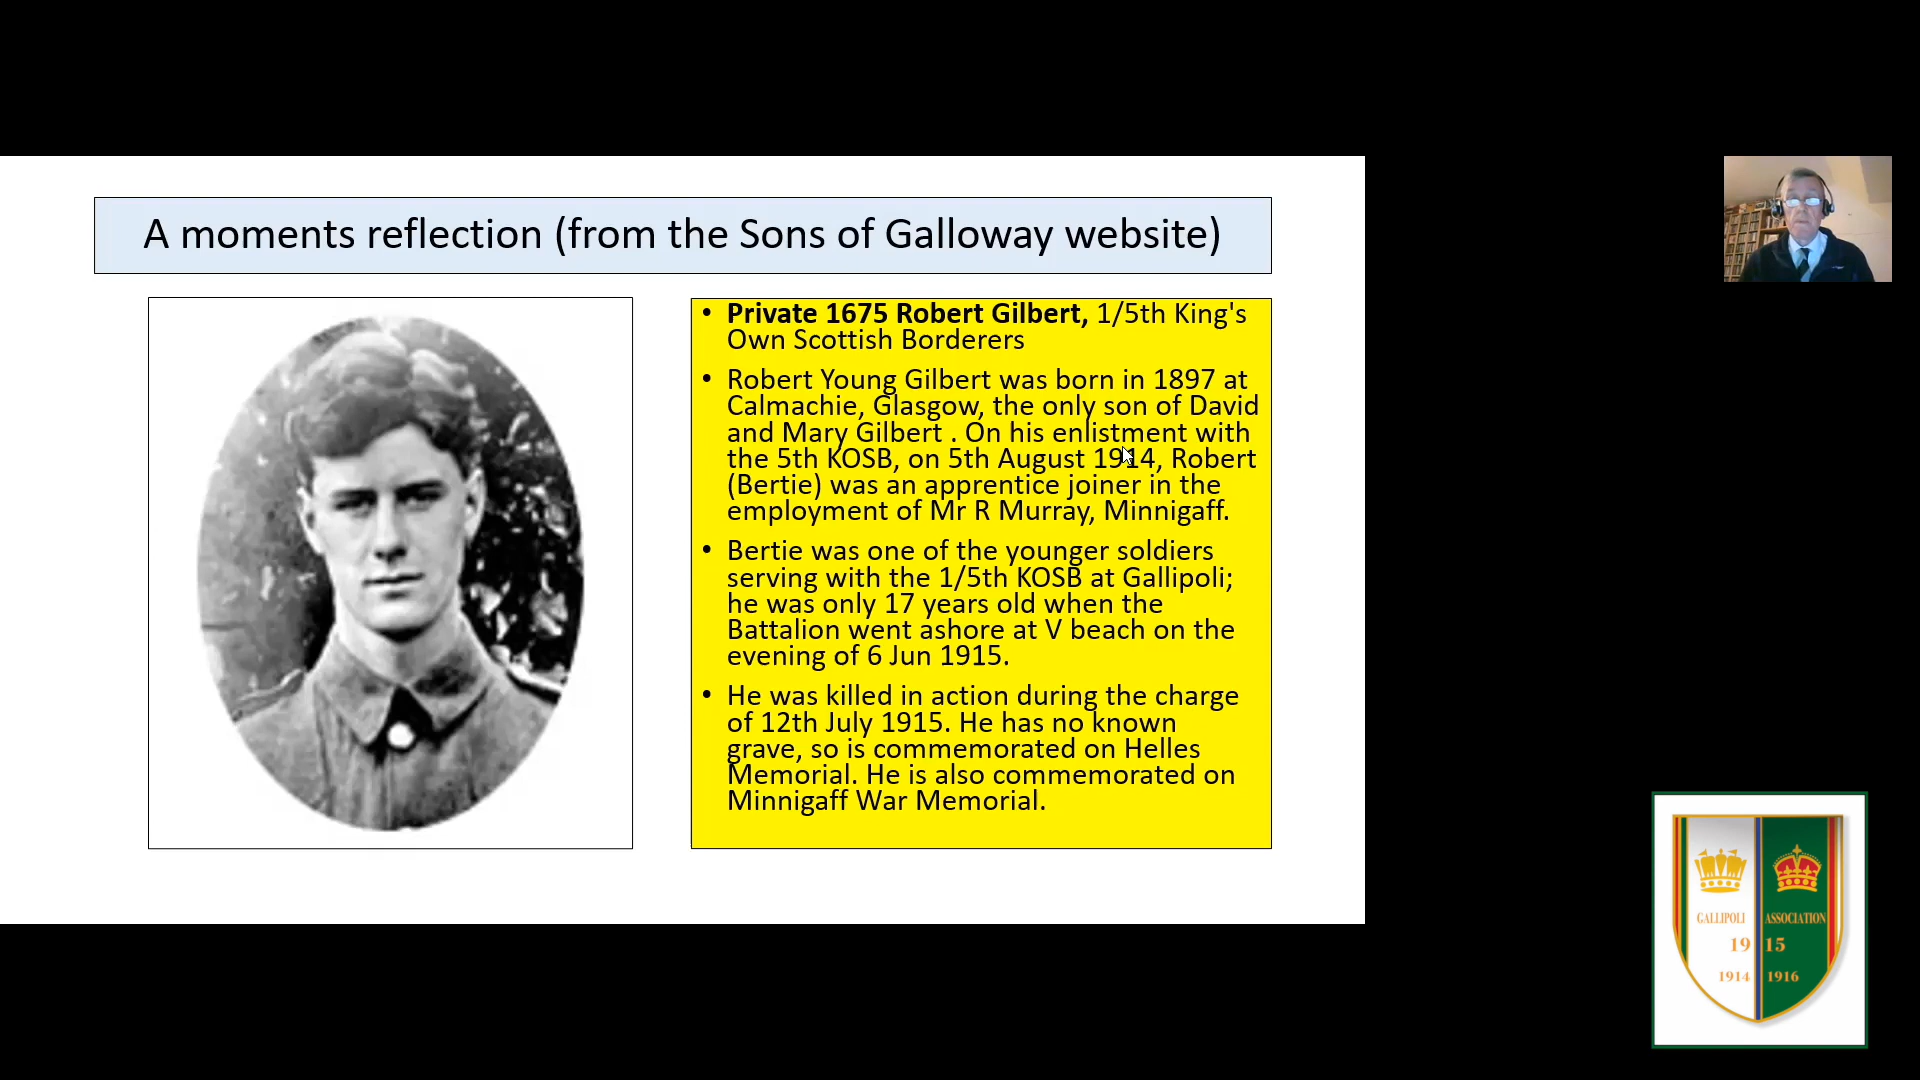 A moments reflection (from the Sons of Galloway website)
• Private 1675 Robert Gilbert, 1/5th King's
Own Scottish Borderers
• Robert Young Gilbert was born in 1897 at
Calmachie, Glasgow, the only son of David
and Mary Gilbert . On his enlistment with
the 5th KOSB, on 5th August 1914, Robert
(Bertie) was an apprentice joiner in the
employment of Mr R Murray, Minnigaff.
• Bertie was one of the younger soldiers
serving with the 1/5th KOSB at Gallipoli;
he was only 17 years old when the
Battalion went ashore at V beach on the
evening of 6 Jun 1915.
• He was killed in action during the charge
of 12th July 1915. He has no known
grave, so is commemorated on Helles
Memorial. He is also commemorated on
Minnigaff War Memorial.
GALLIPOLI ASSOCIATION
19 15
1914 1916